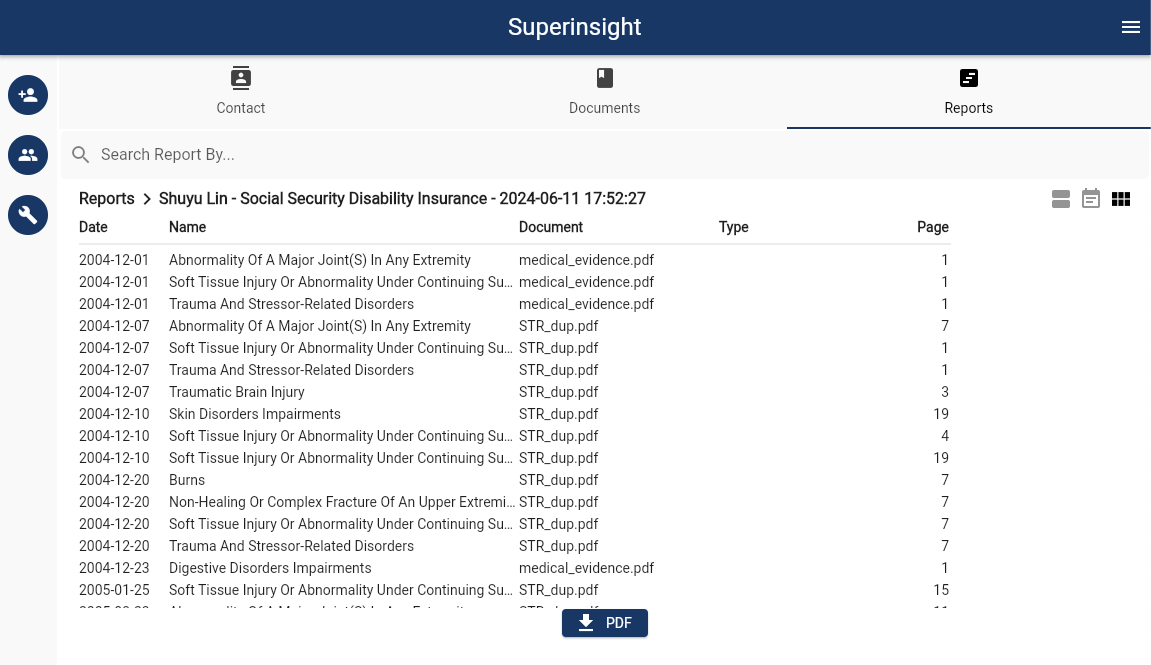 Superinsight
Contact
Documents
Reports
Search Report By...
Reports > Shuyu Lin - Social Security Disability Insurance - 2024-06-11 17:52:27
Date Name Document Type Page
2004-12-01 Abnormality Of A Major Joint(S) In Any Extremity medical_evidence.pdf 1
2004-12-01 Soft Tissue Injury Or Abnormality Under Continuing Su... medical_evidence.pdf 1
2004-12-01 Trauma And Stressor-Related Disorders medical_evidence.pdf 1
2004-12-07 Abnormality Of A Major Joint(S) In Any Extremity STR_dup.pdf 7
2004-12-07 Soft Tissue Injury Or Abnormality Under Continuing Su... STR_dup.pdf 1
2004-12-07 Trauma And Stressor-Related Disorders STR_dup.pdf 1
2004-12-07 Traumatic Brain Injury STR_dup.pdf 3
2004-12-10 Skin Disorders Impairments STR_dup.pdf 19
2004-12-10 Soft Tissue Injury Or Abnormality Under Continuing Su... STR_dup.pdf 4
2004-12-10 Soft Tissue Injury Or Abnormality Under Continuing Su... STR_dup.pdf 19
2004-12-20 Burns STR_dup.pdf 7
2004-12-20 Non-Healing Or Complex Fracture Of An Upper Extremi... STR_dup.pdf 7
2004-12-20 Soft Tissue Injury Or Abnormality Under Continuing Su... STR_dup.pdf 7
2004-12-20 Trauma And Stressor-Related Disorders STR_dup.pdf 7
2004-12-23 Digestive Disorders Impairments medical_evidence.pdf 1
2005-01-25 Soft Tissue Injury Or Abnormality Under Continuing Su... STR_dup.pdf 15
PDF